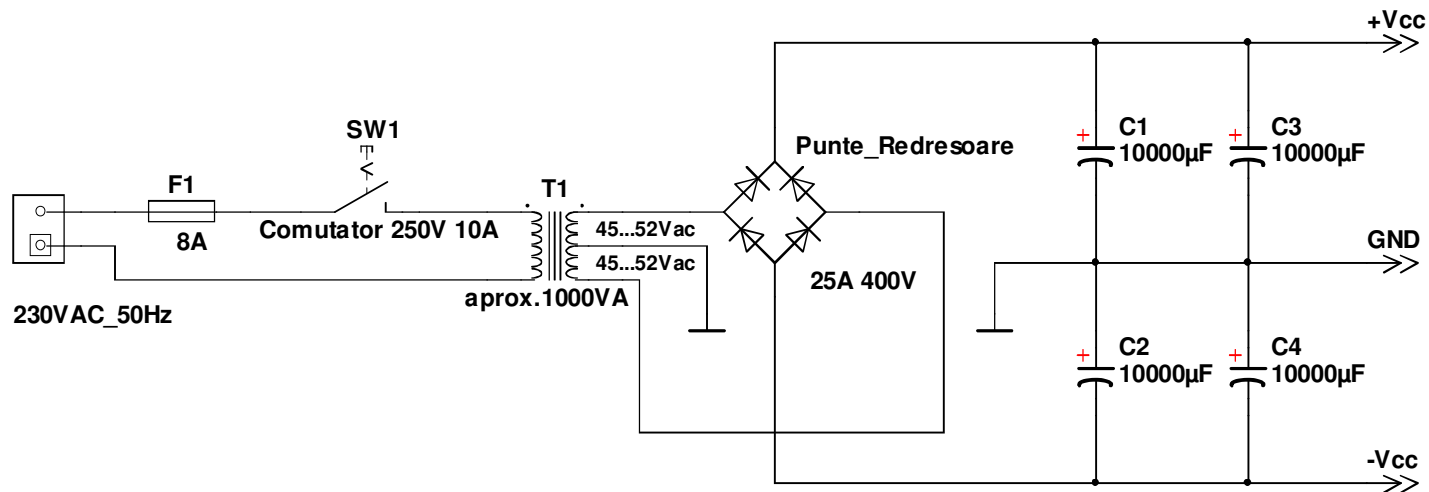 +Vcc
SW1
Punte_Redresoare
C1
10000µF
C3
10000µF
F1
8A
Comutator 250V 10A
T1
45...52Vac
45...52Vac
aprox.1000VA
25A 400V
GND
230VAC_50Hz
C2
10000µF
C4
10000µF
-Vcc